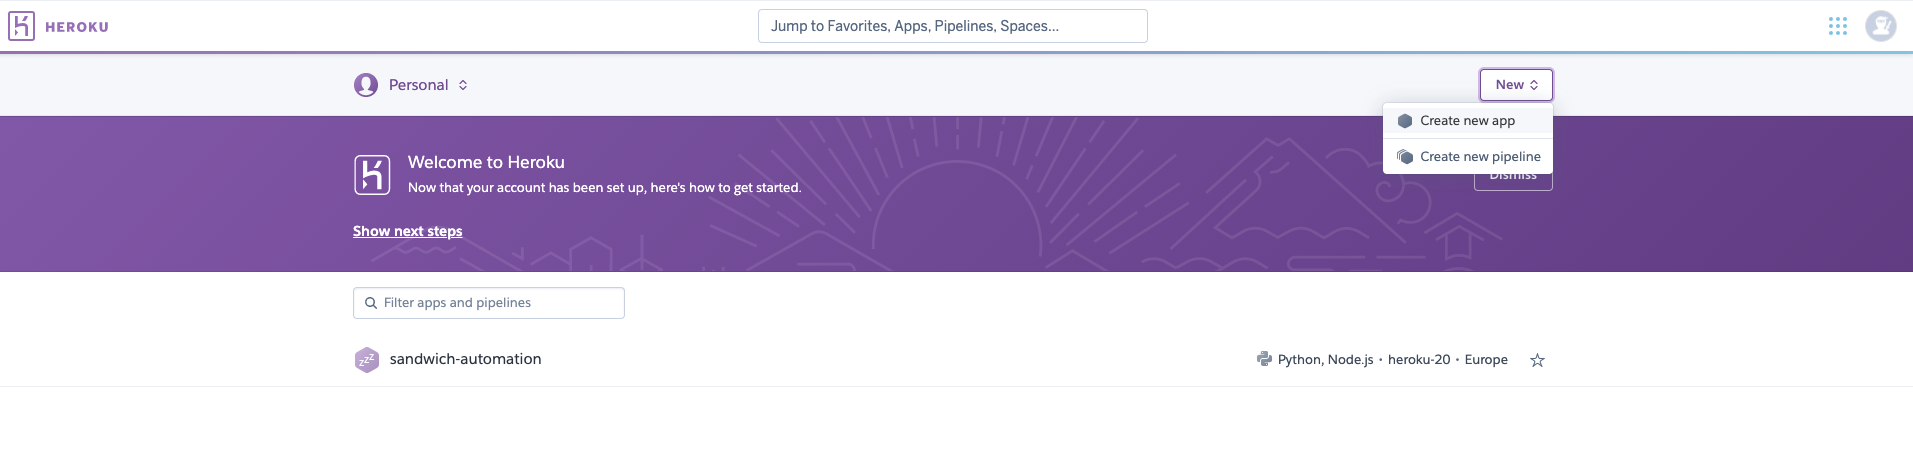 HEROKU
Jump to Favorites, Apps, Pipelines, Spaces...
Personal
New
Create new app
Create new pipeline
Dismiss
Welcome to Heroku
Now that your account has been set up, here's how to get started.
Show next steps
Filter apps and pipelines
zzz sandwich-automation
Python, Node.js · heroku-20 · Europe